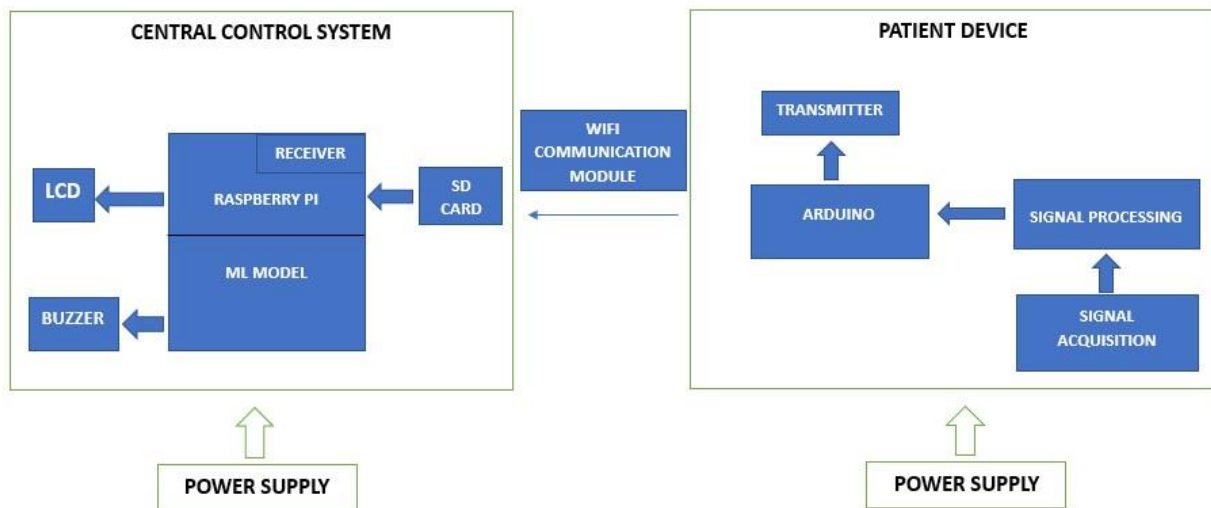 CENTRAL CONTROL SYSTEM
LCD
BUZZER
RECEIVER
RASPBERRY PI
ML MODEL
SD
CARD
POWER SUPPLY
WIFI
COMMUNICATION
MODULE
PATIENT DEVICE
TRANSMITTER
ARDUINO
SIGNAL PROCESSING
SIGNAL
ACQUISITION
POWER SUPPLY